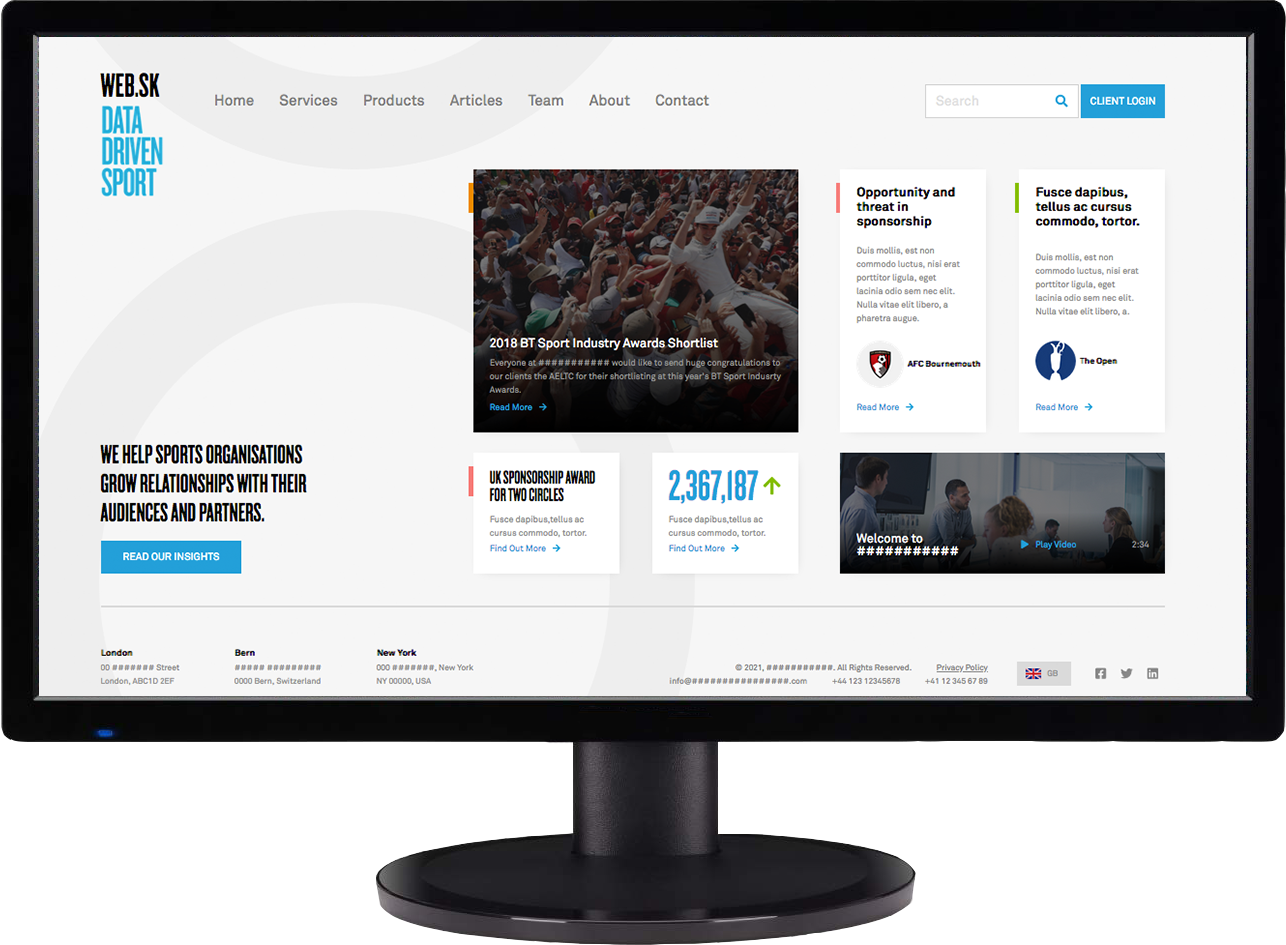 WEB.SK
DATA
DRIVEN
SPORT
Home Services Products Articles Team About Contact
Search
CLIENT LOGIN
2018 BT Sport Industry Awards Shortlist
Everyone at ########### would like to send huge congratulations to
our clients the AELTC for their shortlisting at this year's BT Sport Indusrty
Awards.
Read More
Opportunity and
threat in
sponsorship
Duis mollis, est non
commodo luctus, nisi erat
porttitor ligula, eget
lacinia odio sem nec elit.
Nulla vitae elit libero, a
pharetra augue.
AFC Bournemouth
Read More
Fusce dapibus,
tellus ac cursus
commodo, tortor.
Duis mollis, est non
commodo luctus, nisi erat
porttitor ligula, eget
lacinia odio sem nec elit.
Nulla vitae elit libero, a.
The Open
Read More
WE HELP SPORTS ORGANISATIONS
GROW RELATIONSHIPS WITH THEIR
AUDIENCES AND PARTNERS.
READ OUR INSIGHTS
UK SPONSORSHIP AWARD
FOR TWO CIRCLES
Fusce dapibus,tellus ac
cursus commodo, tortor.
Find Out More
2,367,187
Fusce dapibus,tellus ac
cursus commodo, tortor.
Find Out More
Welcome to
###########
Play Video
2:34
London
00 ####### Street
London, ABC1D 2EF
Bern
##### #########
0000 Bern, Switzerland
New York
000 #######, New York
NY 00000, USA
© 2021, ###########. All Rights Reserved. Privacy Policy
info@################.com +44 123 12345678 +41 12 345 67 89
GB